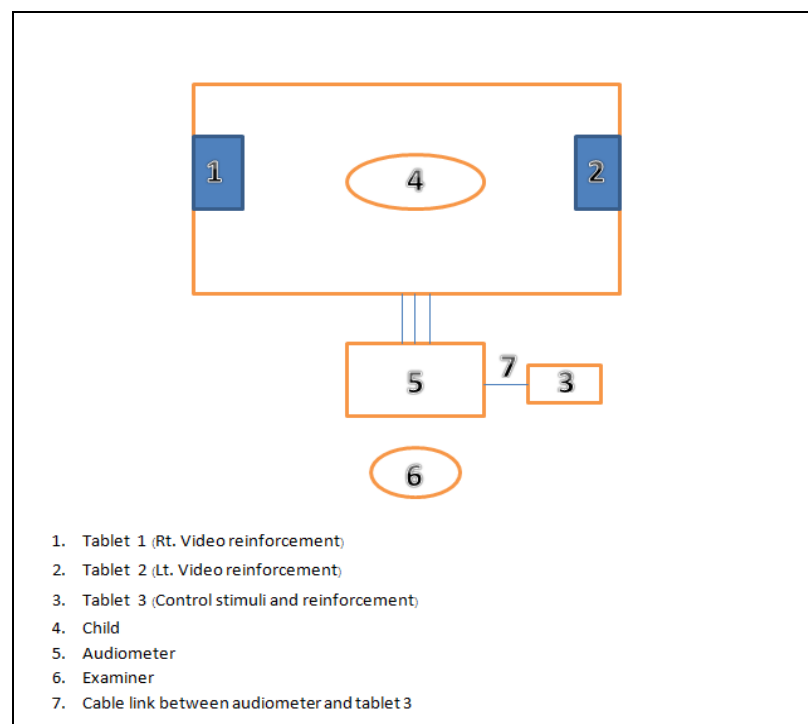 1
4
2
7
5
3
6
1. Tablet 1 (Rt. Video reinforcement)
2. Tablet 2 (Lt. Video reinforcement)
3. Tablet 3 (Control stimuli and reinforcement)
4. Child
5. Audiometer
6. Examiner
7. Cable link between audiometer and tablet 3